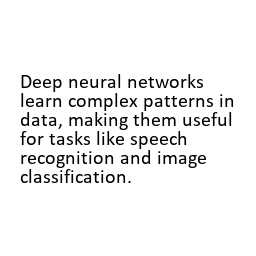 Deep neural networks
learn complex patterns in
data, making them useful
for tasks like speech
recognition and image
classification.